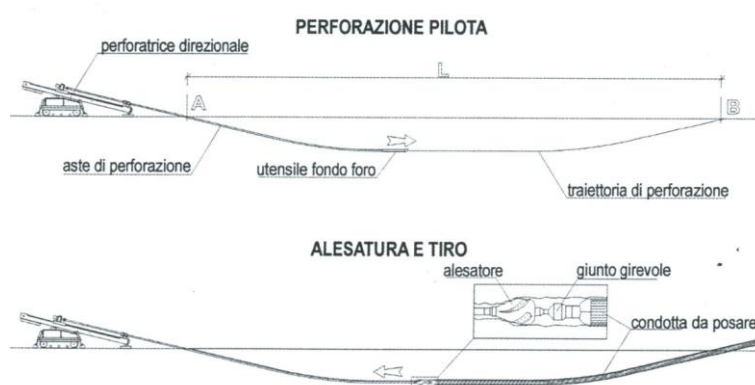 PERFORAZIONE PILOTA
perforatrice direzionale
L
A
B
aste di perforazione
utensile fondo foro
traiettoria di perforazione
ALESATURA E TIRO
alesatore
giunto girevole
condotta da posare